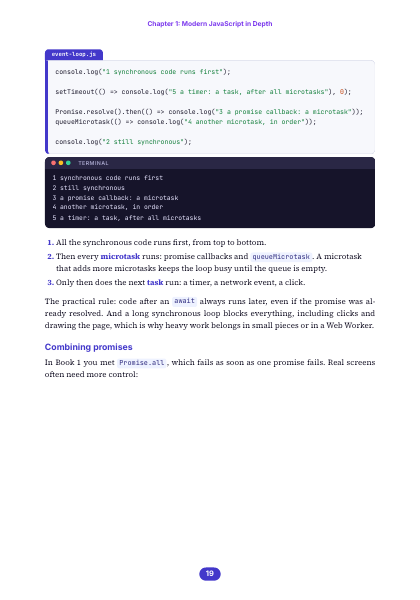 Chapter 1: Modern JavaScript in Depth
event-loop.js
console.log("1 synchronous code runs first");
setTimeout(() => console.log("5 a timer: a task, after all microtasks"), 0);
Promise.resolve().then(() => console.log("3 a promise callback: a microtask"));
queueMicrotask(() => console.log("4 another microtask, in order"));
console.log("2 still synchronous");
TERMINAL
1 synchronous code runs first
2 still synchronous
3 a promise callback: a microtask
4 another microtask, in order
5 a timer: a task, after all microtasks
1. All the synchronous code runs first, from top to bottom.
2. Then every microtask runs: promise callbacks and queueMicrotask. A microtask
that adds more microtasks keeps the loop busy until the queue is empty.
3. Only then does the next task run: a timer, a network event, a click.
The practical rule: code after an await always runs later, even if the promise was al-
ready resolved. And a long synchronous loop blocks everything, including clicks and
drawing the page, which is why heavy work belongs in small pieces or in a Web Worker.
Combining promises
In Book 1 you met Promise.all, which fails as soon as one promise fails. Real screens
often need more control:
19